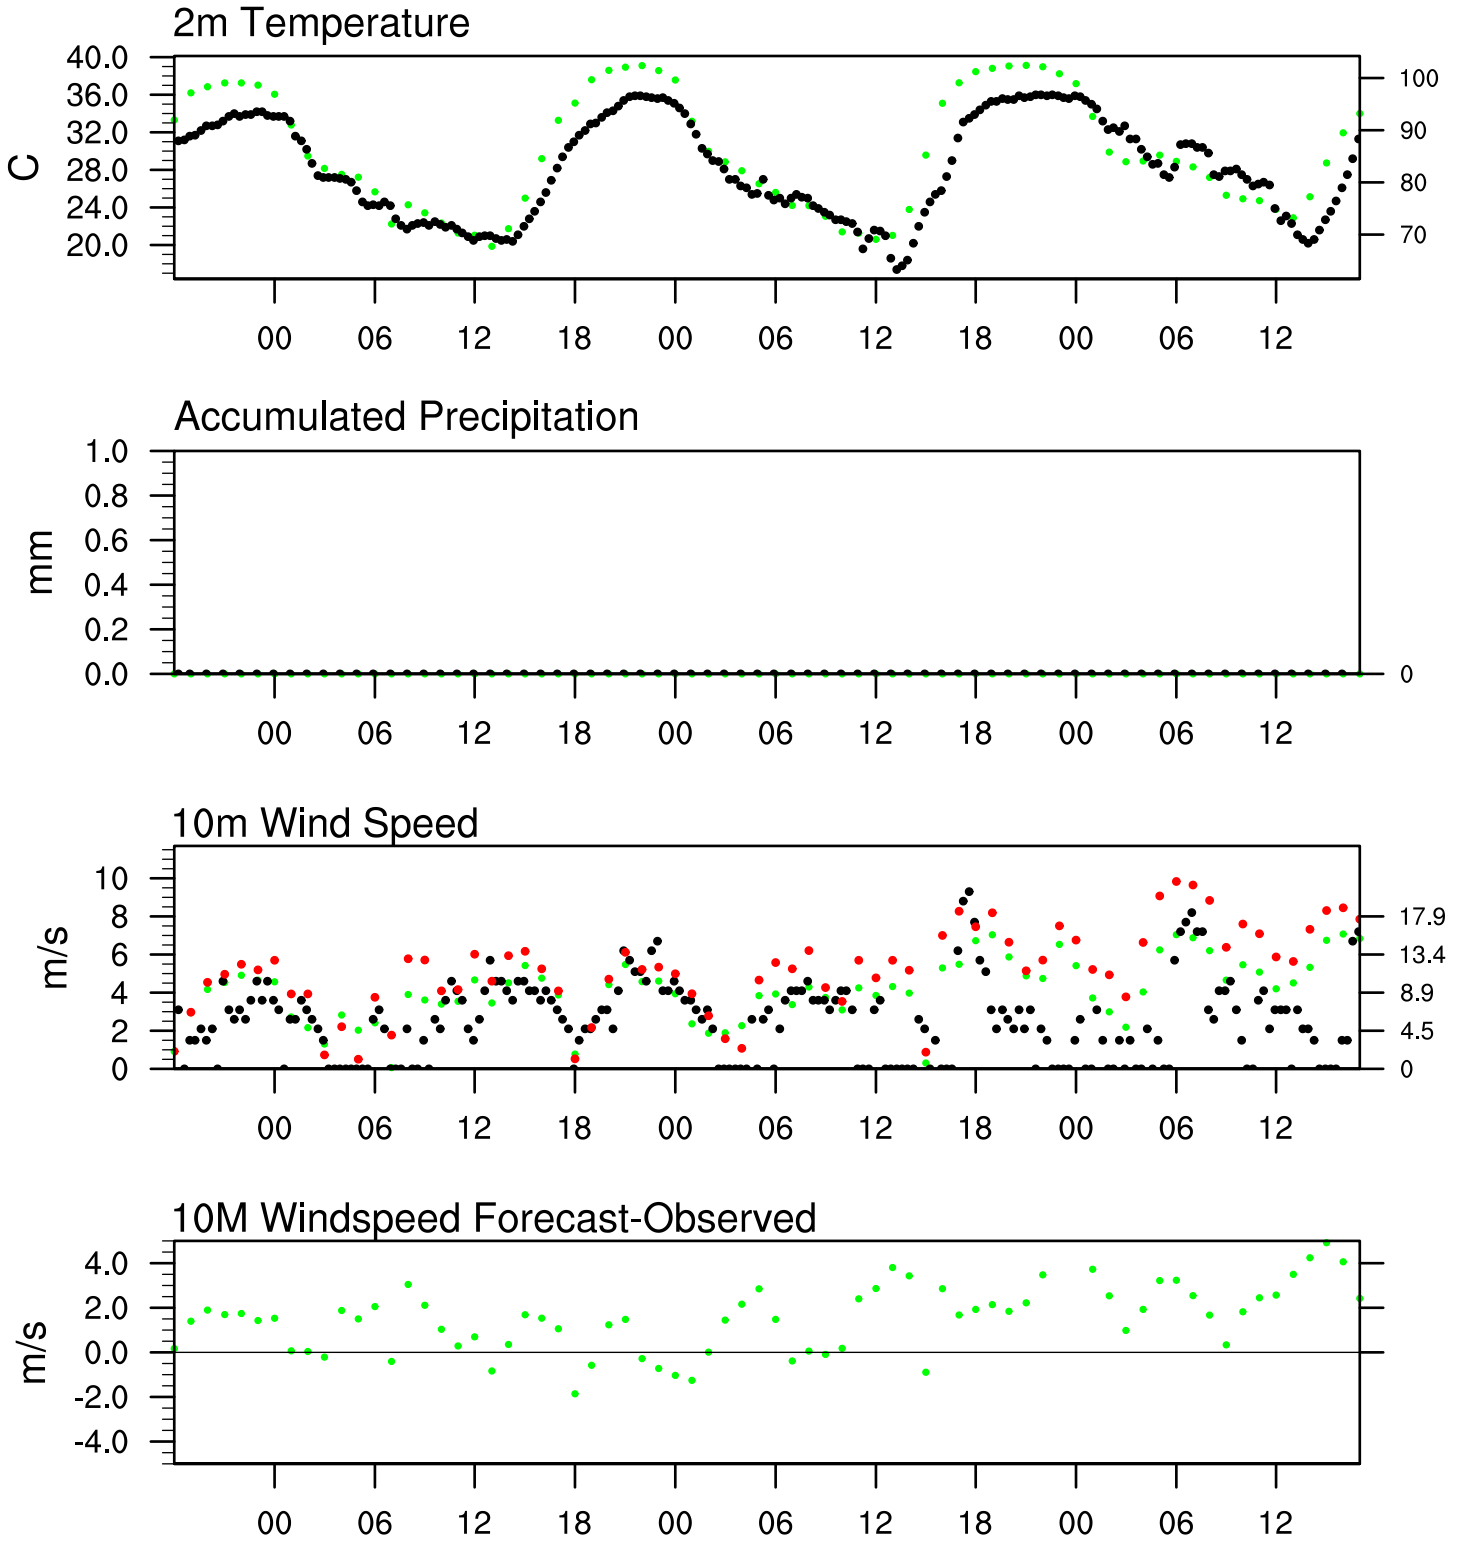 2m Temperature
40.0
36.0
32.0
28.0
24.0
20.0
C
100
90
80
70
00 06 12 18 00 06 12 18 00 06 12
Accumulated Precipitation
1.0
0.8
0.6
0.4
0.2
0.0
mm
0
00 06 12 18 00 06 12 18 00 06 12
10m Wind Speed
10
8
6
4
2
0
m/s
17.9
13.4
8.9
4.5
0
00 06 12 18 00 06 12 18 00 06 12
10M Windspeed Forecast-Observed
4.0
2.0
0.0
-2.0
-4.0
m/s
00 06 12 18 00 06 12 18 00 06 12